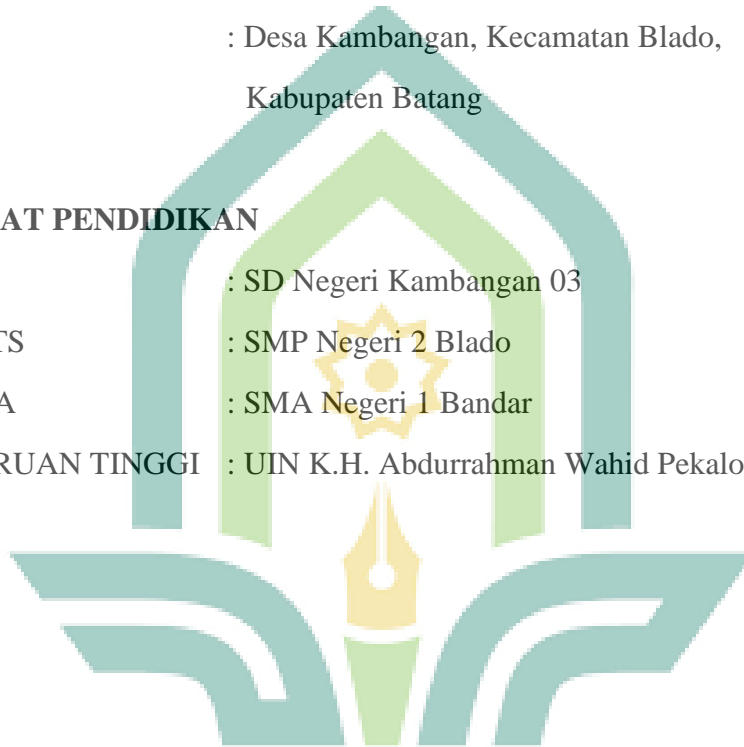 : Desa Kambangan, Kecamatan Blado,
Kabupaten Batang
AT PENDIDIKAN
: SD Negeri Kambangan 03
TS : SMP Negeri 2 Blado
A : SMA Negeri 1 Bandar
RUAN TINGGI : UIN K.H. Abdurrahman Wahid Pekalo